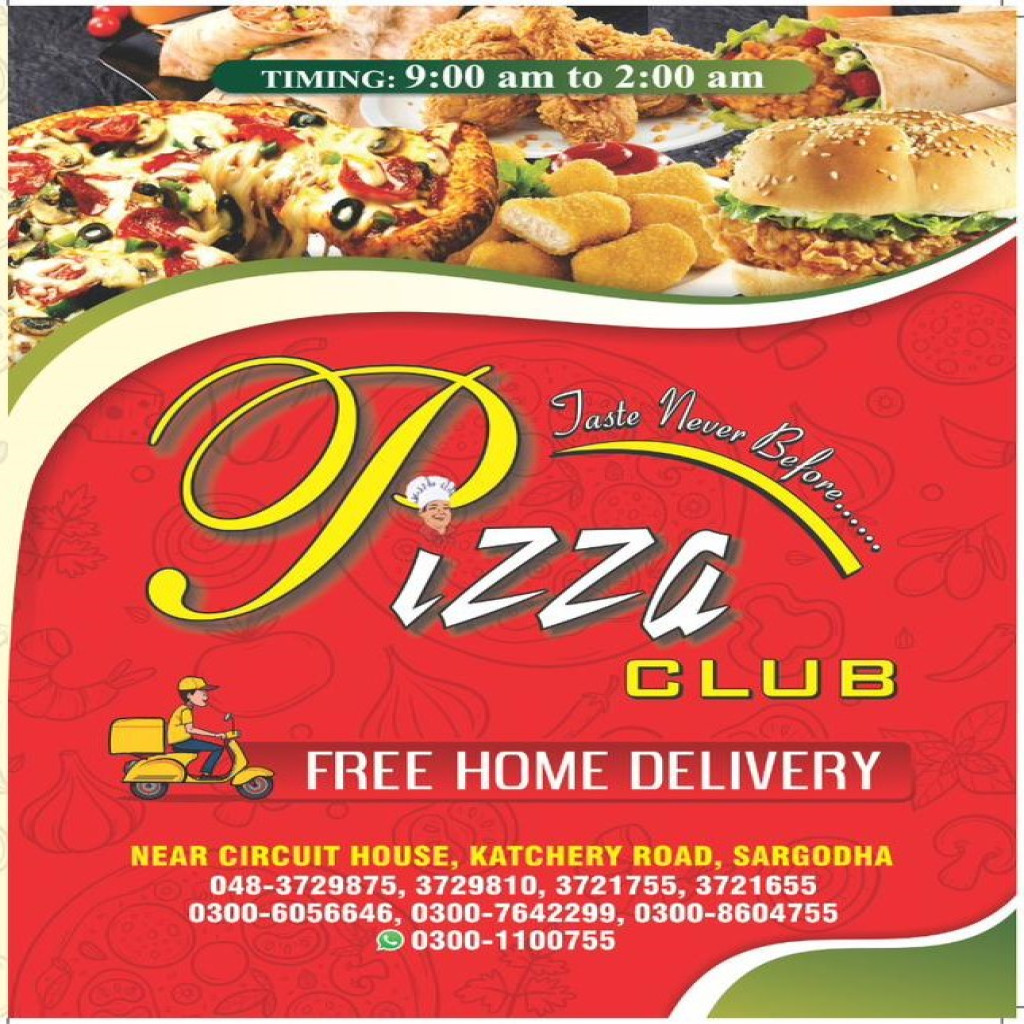 TIMING: 9:00 am to 2:00 am
Taste Never Before......
Pizza
CLUB
FREE HOME DELIVERY
NEAR CIRCUIT HOUSE, KATCHERY ROAD, SARGODHA
048-3729875, 3729810, 3721755, 3721655
0300-6056646, 0300-7642299, 0300-8604755
0300-1100755